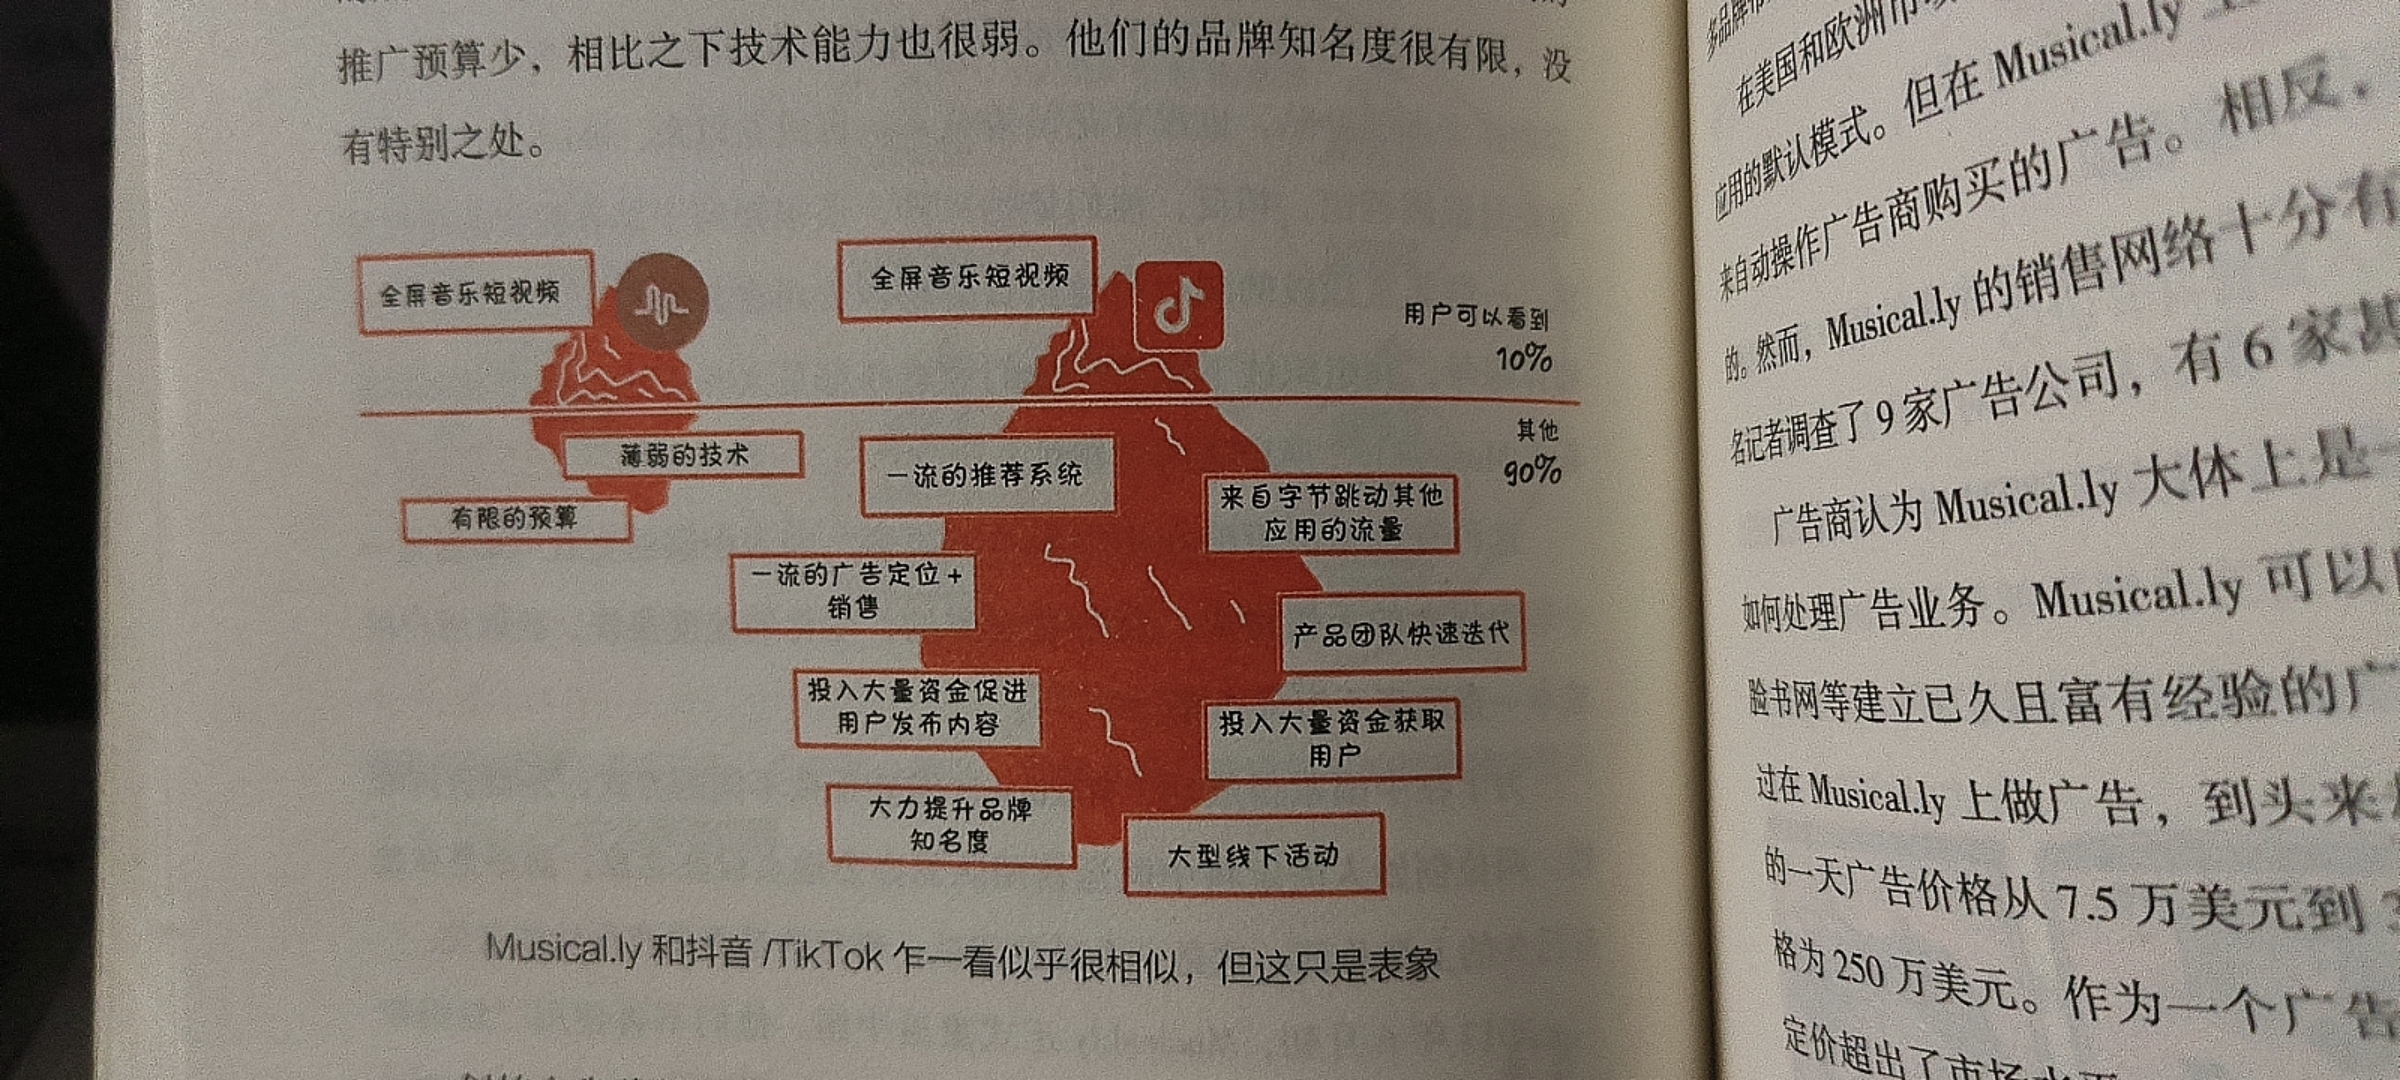 推广预算少，相比之下技术能力也很弱。他们的品牌知名度很有限，没
有特别之处。
全屏音乐短视频
全屏音乐短视频
用户可以看到
10%
其他
90%
薄弱的技术
有限的预算
一流的推荐系统
来自字节跳动其他
应用的流量
一流的广告定位+
销售
产品团队快速迭代
投入大量资金促进
用户发布内容
投入大量资金获取
用户
大力提升品牌
知名度
大型线下活动
Musical.ly 和抖音 /TikTok 乍一看似乎很相似，但这只是表象
在美国和欧洲市
应用的默认模式。但在 Musical.ly
来自动操作广告商购买的广告。相反，
的。然而，Musical.ly 的销售网络十分有
名记者调查了 9 家广告公司，有 6 家甚
广告商认为 Musical.ly 大体上是一
如何处理广告业务。Musical.ly 可以
脸书网等建立已久且富有经验的广
过在 Musical.ly 上做广告，到头来
的一天广告价格从 7.5 万美元到
格为 250 万美元。作为一个广告
定价超出了市场水平